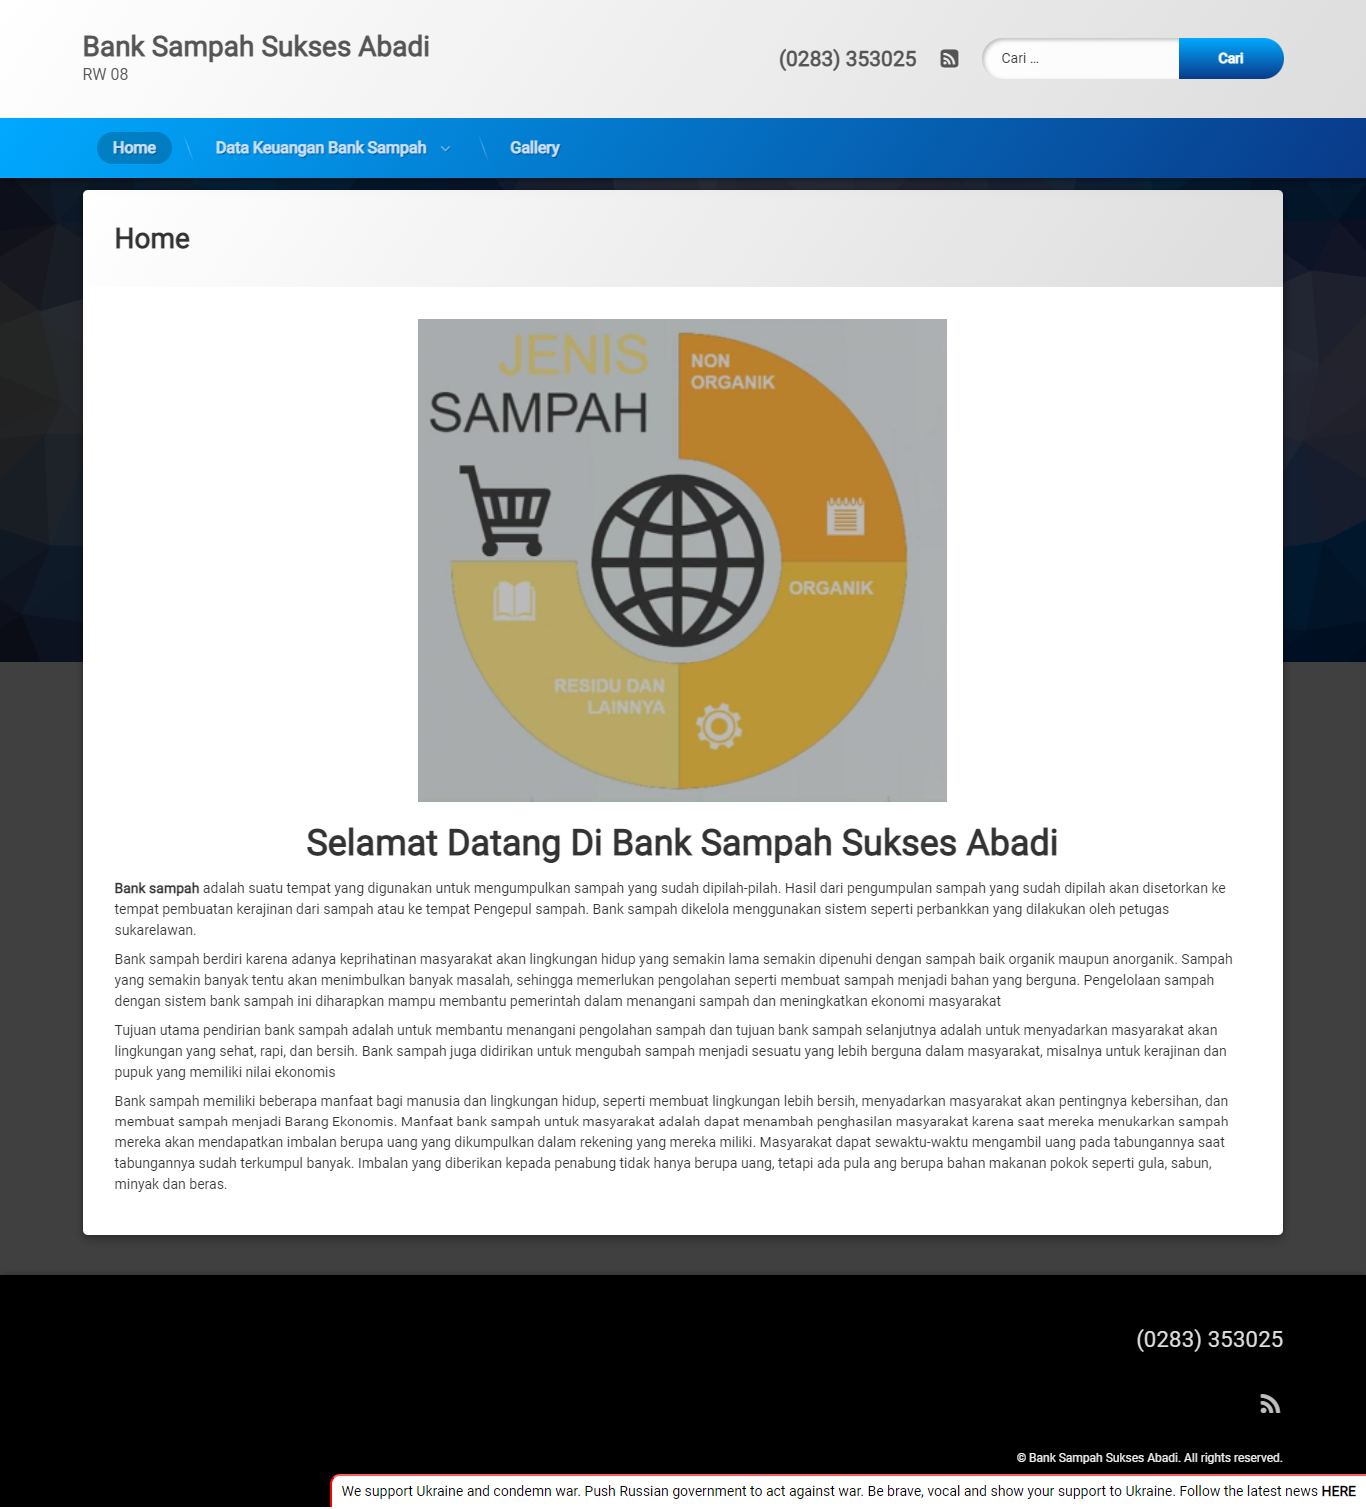 Bank Sampah Sukses Abadi
RW 08
(0283) 353025
Cari ...
Cari
Home
Data Keuangan Bank Sampah
Gallery
Home
JENIS
SAMPAH
NON
ORGANIK
ORGANIK
RESIDU DAN
LAINNYA
Selamat Datang Di Bank Sampah Sukses Abadi
Bank sampah adalah suatu tempat yang digunakan untuk mengumpulkan sampah yang sudah dipilah-pilah. Hasil dari pengumpulan sampah yang sudah dipilah akan disetorkan ke
tempat pembuatan kerajinan dari sampah atau ke tempat Pengepul sampah. Bank sampah dikelola menggunakan sistem seperti perbankkan yang dilakukan oleh petugas
sukarelawan.
Bank sampah berdiri karena adanya keprihatinan masyarakat akan lingkungan hidup yang semakin lama semakin dipenuhi dengan sampah baik organik maupun anorganik. Sampah
yang semakin banyak tentu akan menimbulkan banyak masalah, sehingga memerlukan pengolahan seperti membuat sampah menjadi bahan yang berguna. Pengelolaan sampah
dengan sistem bank sampah ini diharapkan mampu membantu pemerintah dalam menangani sampah dan meningkatkan ekonomi masyarakat
Tujuan utama pendirian bank sampah adalah untuk membantu menangani pengolahan sampah dan tujuan bank sampah selanjutnya adalah untuk menyadarkan masyarakat akan
lingkungan yang sehat, rapi, dan bersih. Bank sampah juga didirikan untuk mengubah sampah menjadi sesuatu yang lebih berguna dalam masyarakat, misalnya untuk kerajinan dan
pupuk yang memiliki nilai ekonomis
Bank sampah memiliki beberapa manfaat bagi manusia dan lingkungan hidup, seperti membuat lingkungan lebih bersih, menyadarkan masyarakat akan pentingnya kebersihan, dan
membuat sampah menjadi Barang Ekonomis. Manfaat bank sampah untuk masyarakat adalah dapat menambah penghasilan masyarakat karena saat mereka menukarkan sampah
mereka akan mendapatkan imbalan berupa uang yang dikumpulkan dalam rekening yang mereka miliki. Masyarakat dapat sewaktu-waktu mengambil uang pada tabungannya saat
tabungannya sudah terkumpul banyak. Imbalan yang diberikan kepada penabung tidak hanya berupa uang, tetapi ada pula ang berupa bahan makanan pokok seperti gula, sabun,
minyak dan beras.
(0283) 353025
© Bank Sampah Sukses Abadi. All rights reserved.
We support Ukraine and condemn war. Push Russian government to act against war. Be brave, vocal and show your support to Ukraine. Follow the latest news HERE